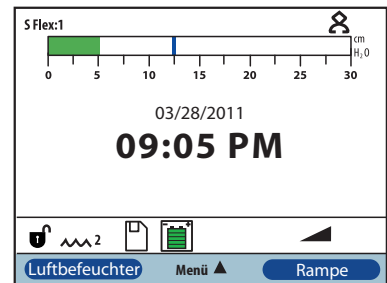 S Flex:1
cm
H₂O
0 5 10 15 20 25 30
03/28/2011
09:05 PM
2
Luftbefeuchter Menü ▲ Rampe